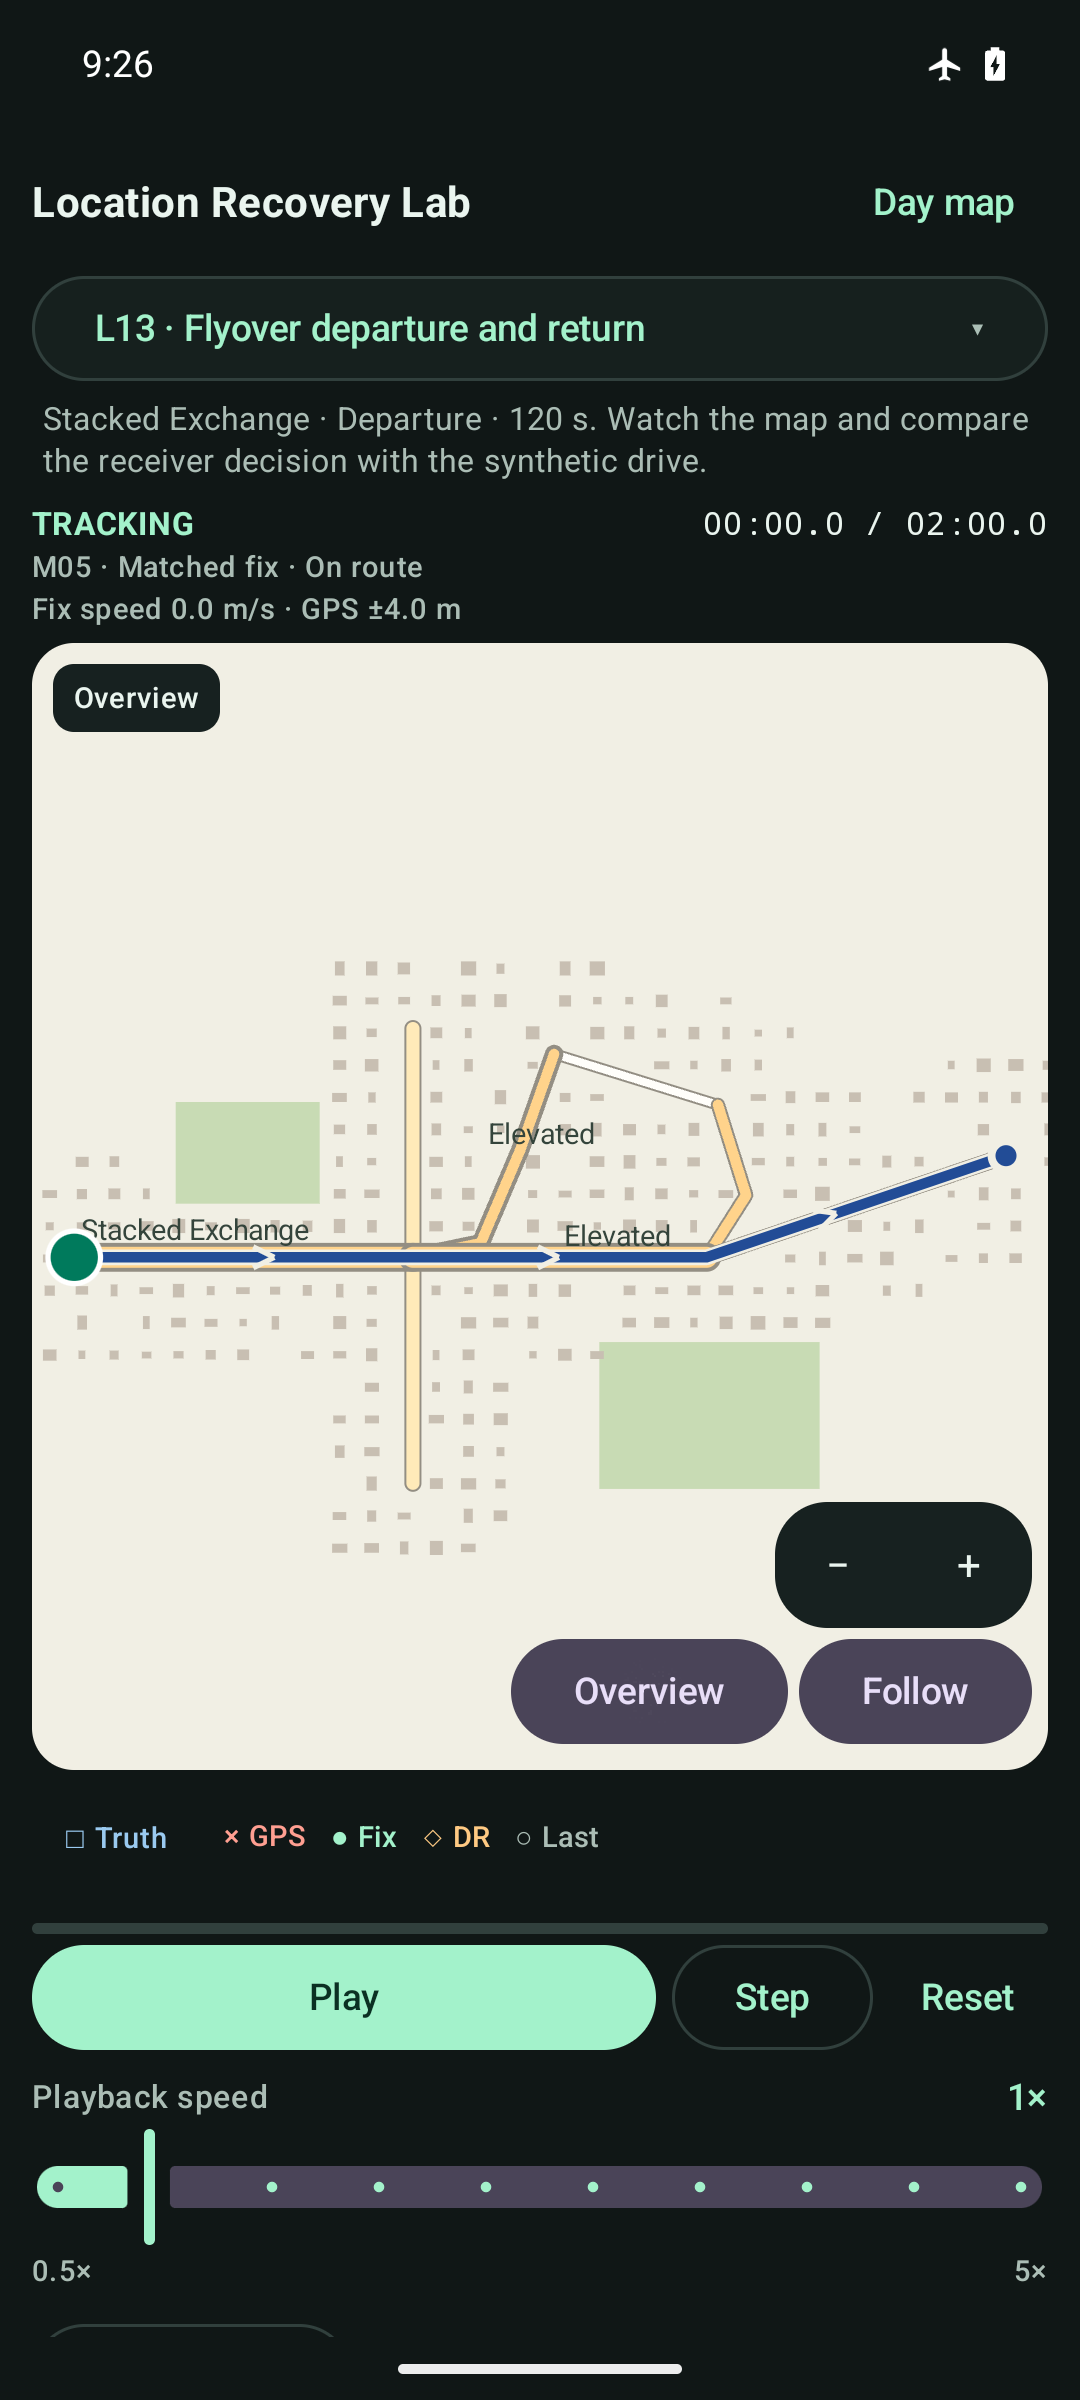 9:26
Location Recovery Lab
Day map
L13 · Flyover departure and return
Stacked Exchange · Departure · 120 s. Watch the map and compare
the receiver decision with the synthetic drive.
TRACKING
00:00.0 / 02:00.0
M05 · Matched fix · On route
Fix speed 0.0 m/s · GPS ±4.0 m
Overview
Elevated
Stacked Exchange
Elevated
− +
Overview
Follow
□ Truth × GPS ● Fix ◇ DR ○ Last
Play
Step
Reset
Playback speed
1×
0.5×
5×